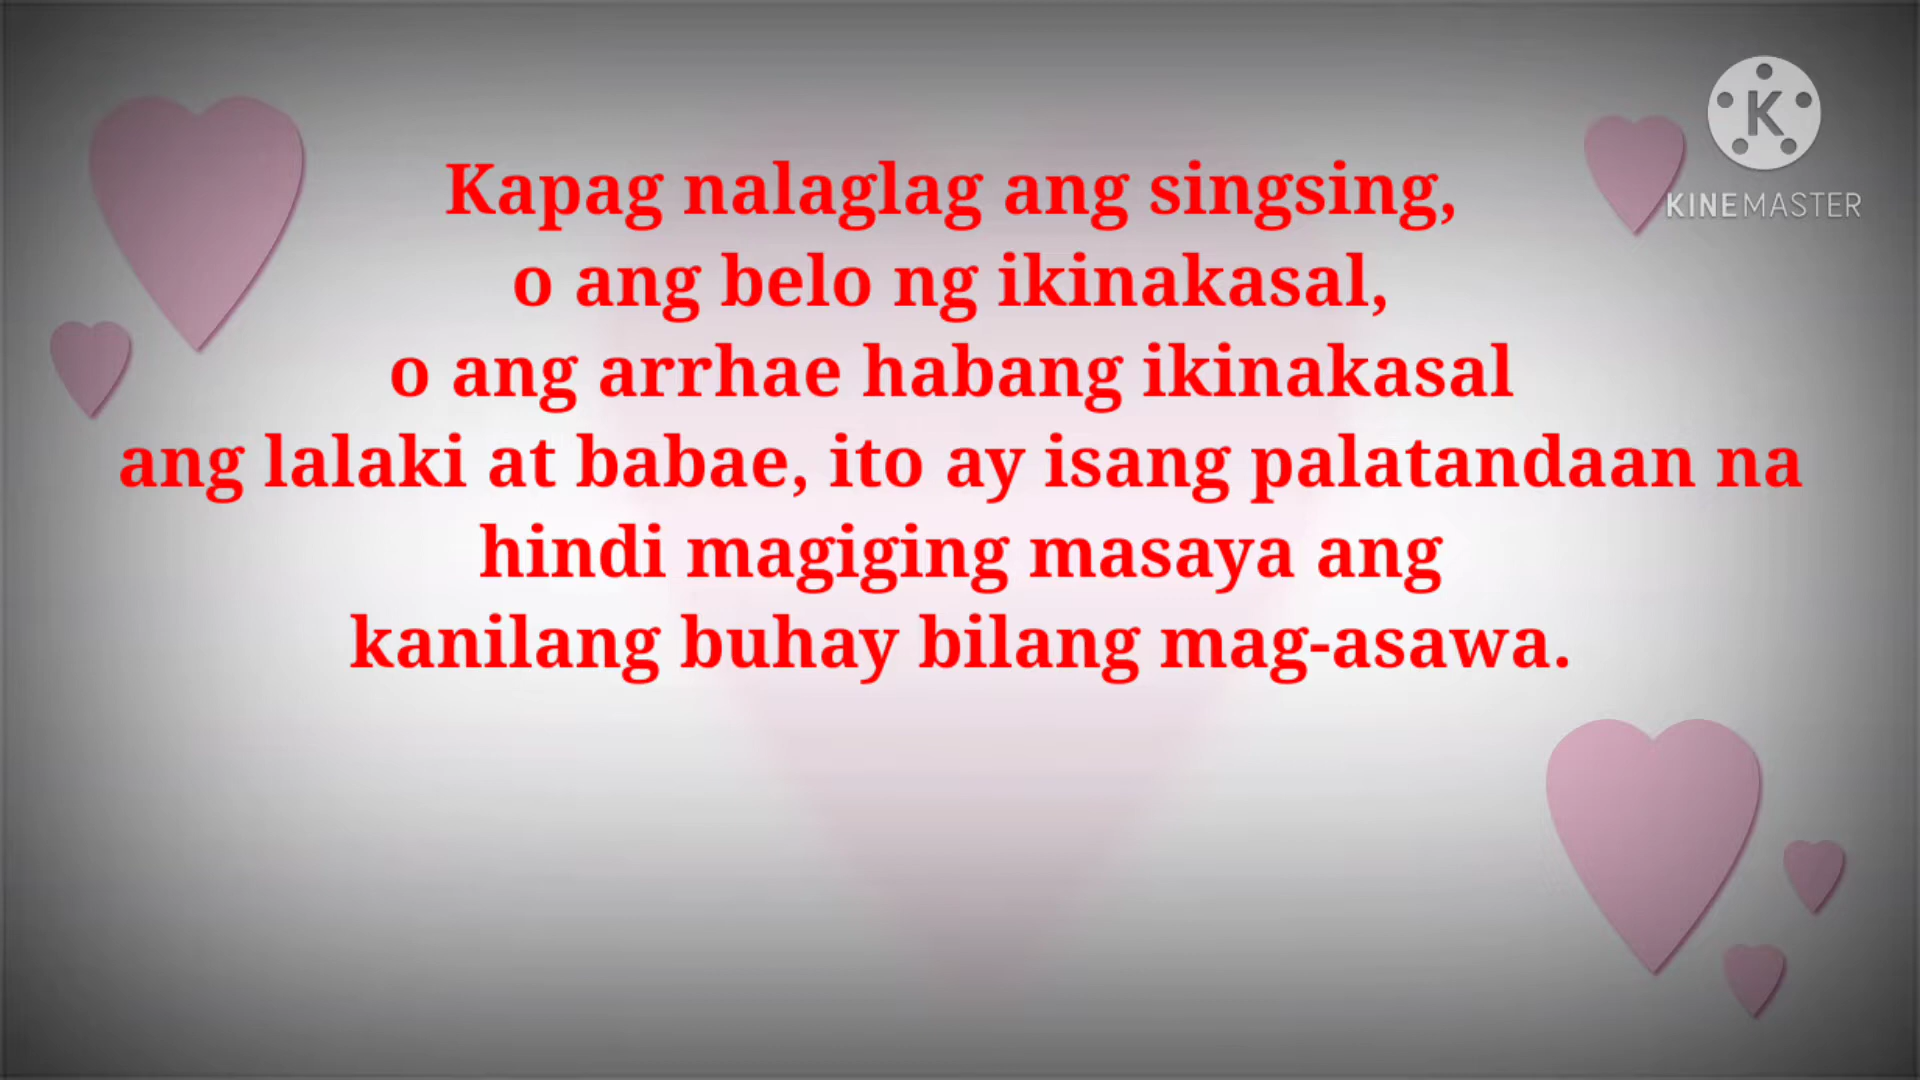 Kapag nalaglag ang singsing,
o ang belo ng ikinakasal,
o ang arrhae habang ikinakasal
ang lalaki at babae, ito ay isang palatandaan na
hindi magiging masaya ang
kanilang buhay bilang mag-asawa.
K
KINEMASTER